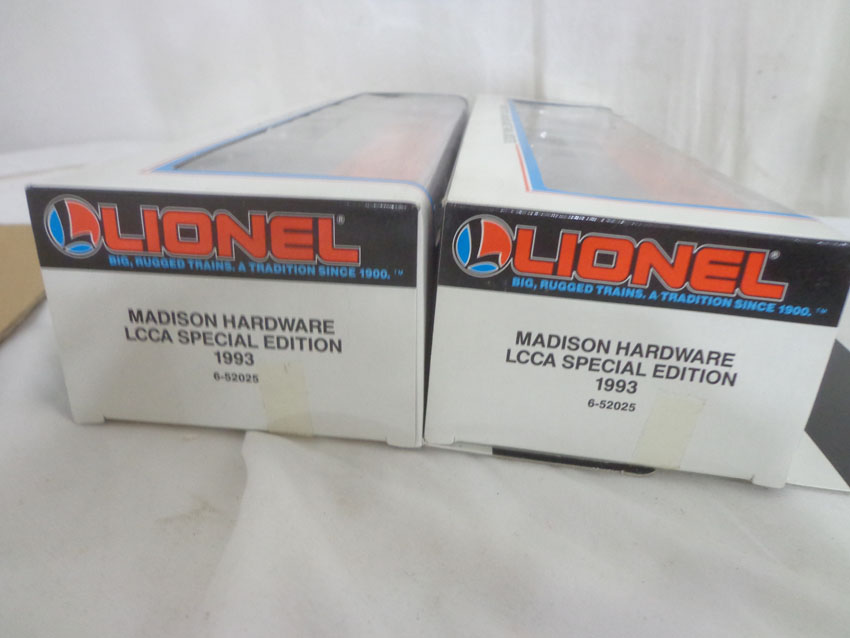 LIONEL®
BIG, RUGGED TRAINS. A TRADITION SINCE 1900.™
MADISON HARDWARE
LCCA SPECIAL EDITION
1993
6-52025
LIONEL®
BIG, RUGGED TRAINS. A TRADITION SINCE 1900.™
MADISON HARDWARE
LCCA SPECIAL EDITION
1993
6-52025